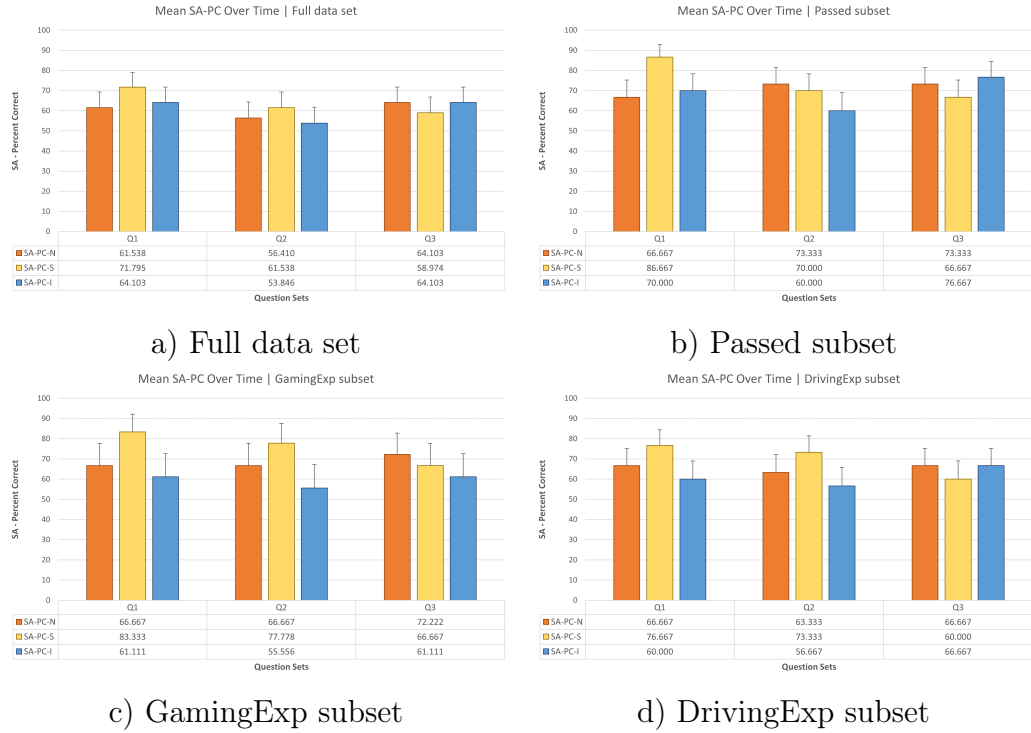 Mean SA-PC Over Time | Full data set
SA - Percent Correct
100
90
80
70
60
50
40
30
20
10
0
Q1 Q2 Q3
SA-PC-N 61.538 56.410 64.103
SA-PC-S 71.795 61.538 58.974
SA-PC-I 64.103 53.846 64.103
Question Sets
a) Full data set
Mean SA-PC Over Time | Passed subset
SA - Percent Correct
100
90
80
70
60
50
40
30
20
10
0
Q1 Q2 Q3
SA-PC-N 66.667 73.333 73.333
SA-PC-S 86.667 70.000 66.667
SA-PC-I 70.000 60.000 76.667
Question Sets
b) Passed subset
Mean SA-PC Over Time | GamingExp subset
SA - Percent Correct
100
90
80
70
60
50
40
30
20
10
0
Q1 Q2 Q3
SA-PC-N 66.667 66.667 72.222
SA-PC-S 83.333 77.778 66.667
SA-PC-I 61.111 55.556 61.111
Question Sets
c) GamingExp subset
Mean SA-PC Over Time | DrivingExp subset
SA - Percent Correct
100
90
80
70
60
50
40
30
20
10
0
Q1 Q2 Q3
SA-PC-N 66.667 63.333 66.667
SA-PC-S 76.667 73.333 60.000
SA-PC-I 60.000 56.667 66.667
Question Sets
d) DrivingExp subset